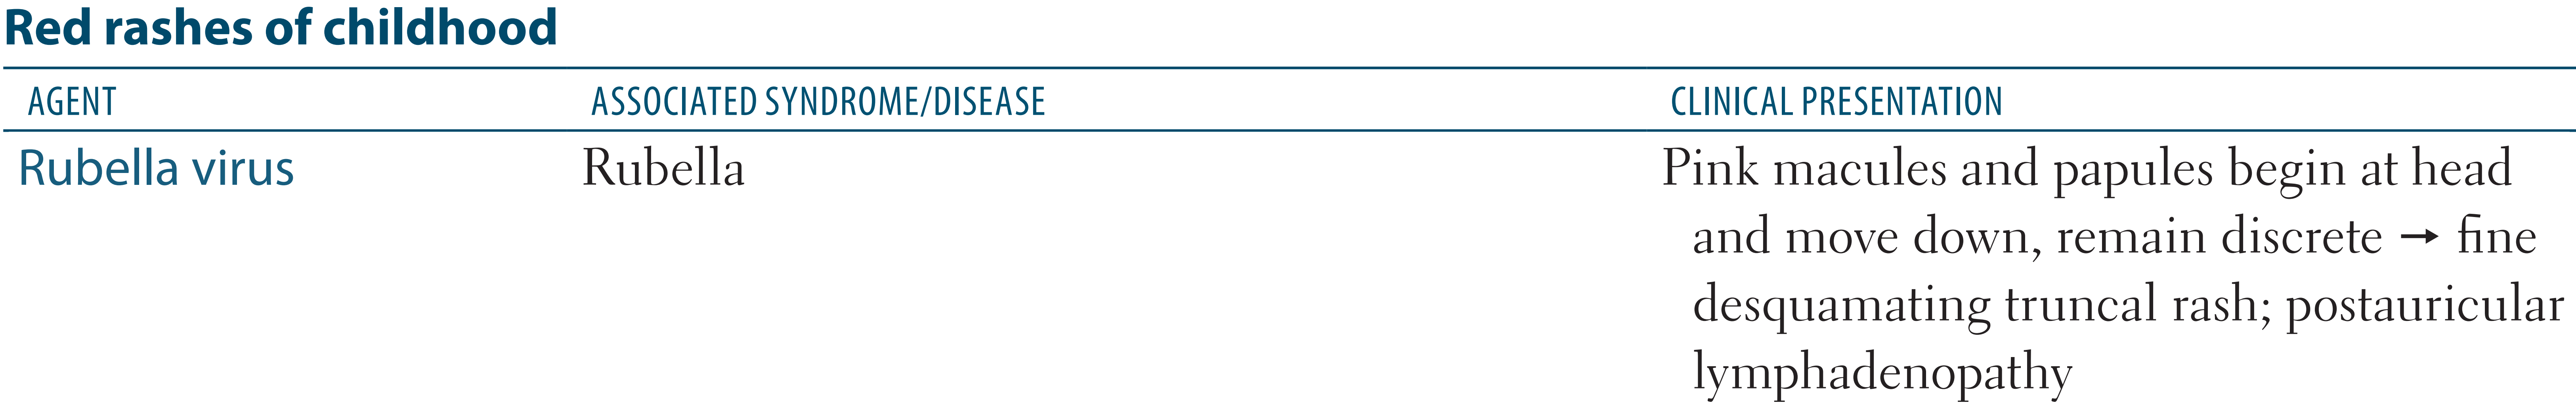 Red rashes of childhood
AGENT ASSOCIATED SYNDROME/DISEASE CLINICAL PRESENTATION
Rubella virus Rubella Pink macules and papules begin at head
and move down, remain discrete → fine
desquamating truncal rash; postauricular
lymphadenopathy